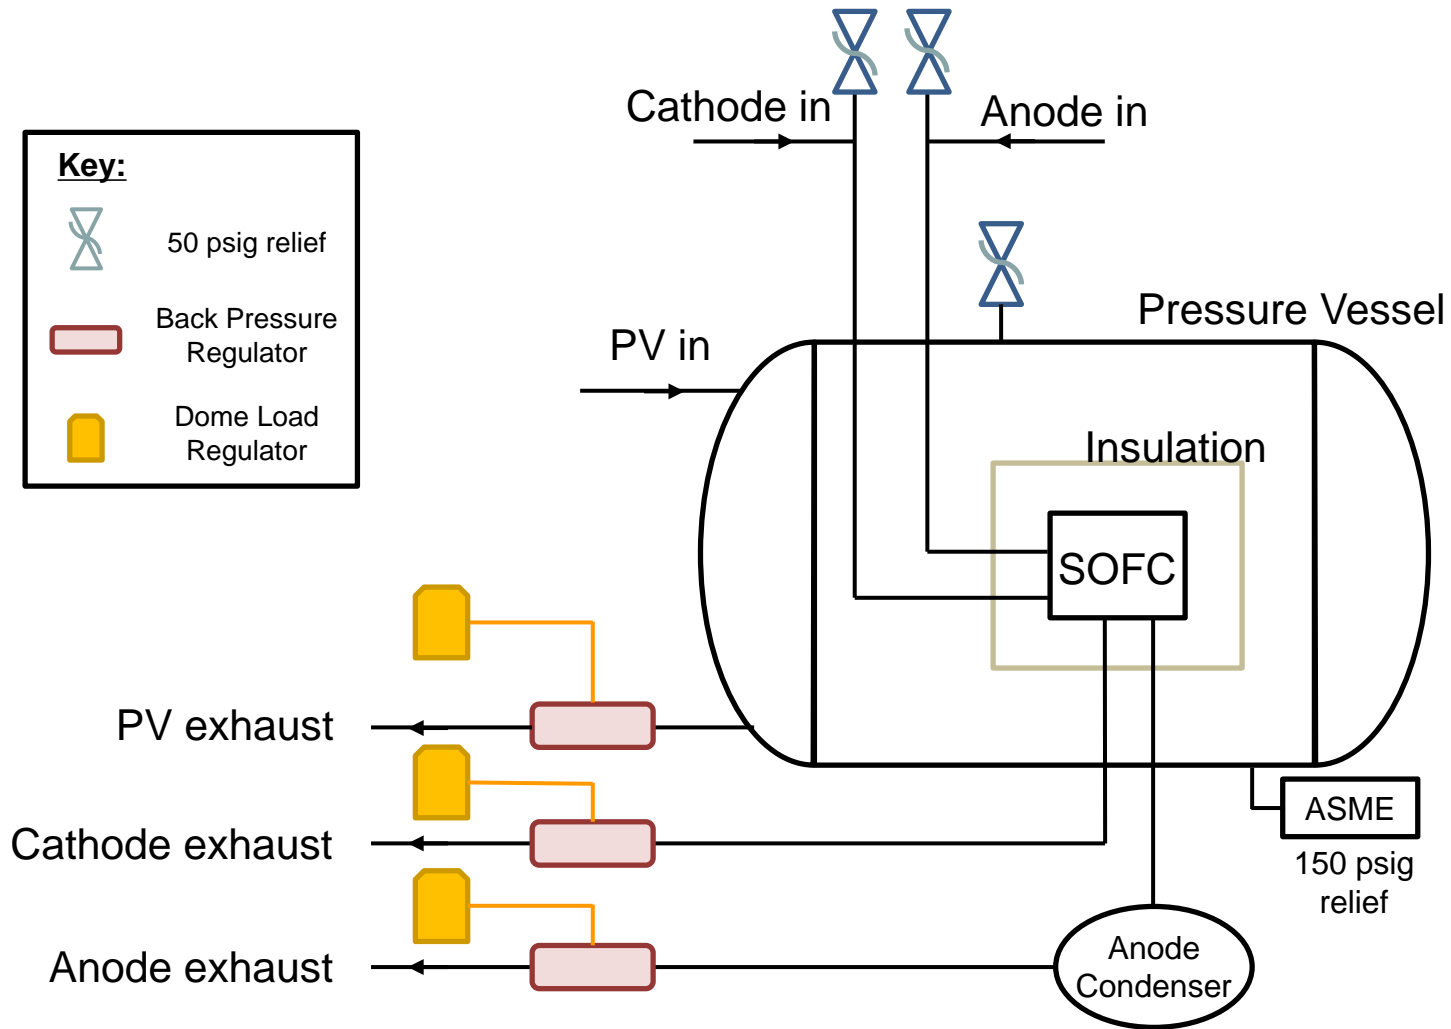 Cathode in
Anode in
Key:
50 psig relief
Back Pressure
Regulator
Dome Load
Regulator
PV in
Pressure Vessel
Insulation
SOFC
PV exhaust
Cathode exhaust
Anode exhaust
ASME
150 psig
relief
Anode
Condenser